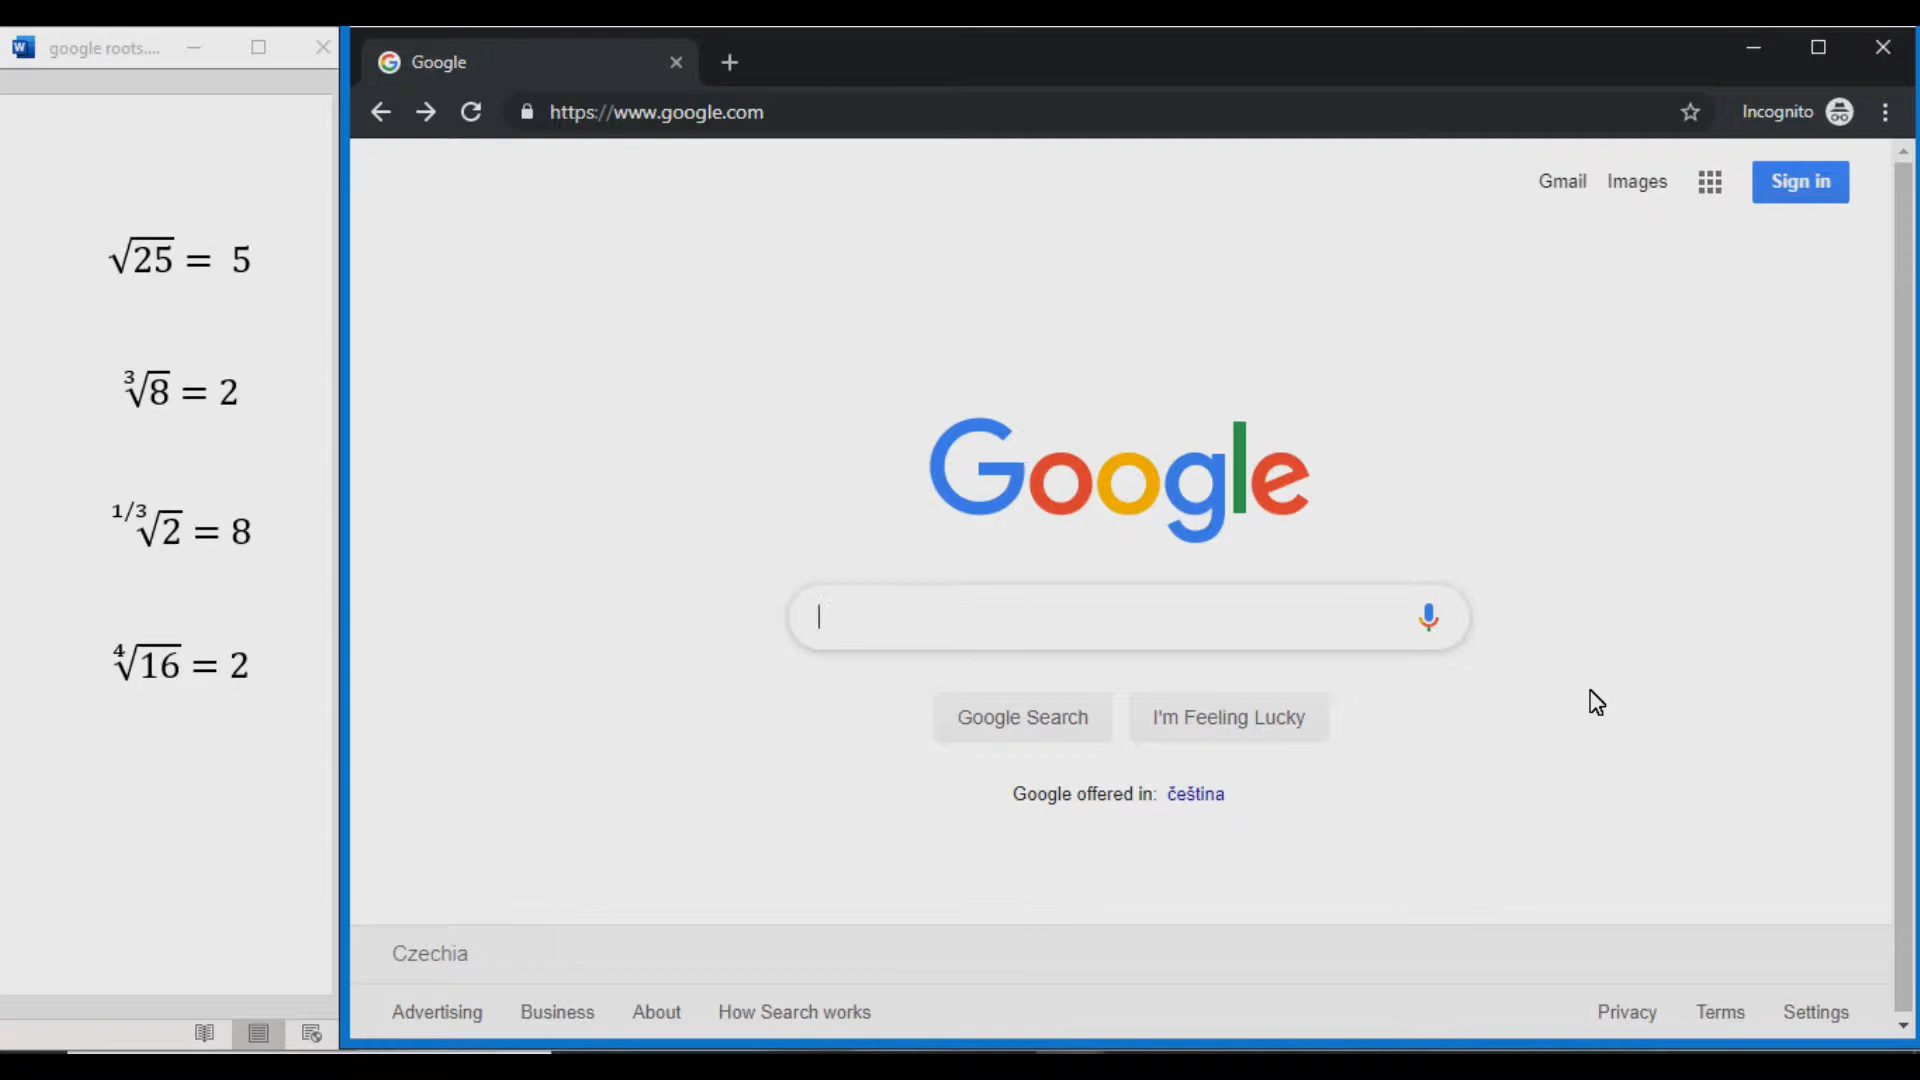 google roots....
√25 = 5
³√8 = 2
¹/³√2 = 8
⁴√16 = 2
Google
https://www.google.com
Incognito
Gmail Images Sign in
Google
Google Search I'm Feeling Lucky
Google offered in: čeština
Czechia
Advertising Business About How Search works Privacy Terms Settings